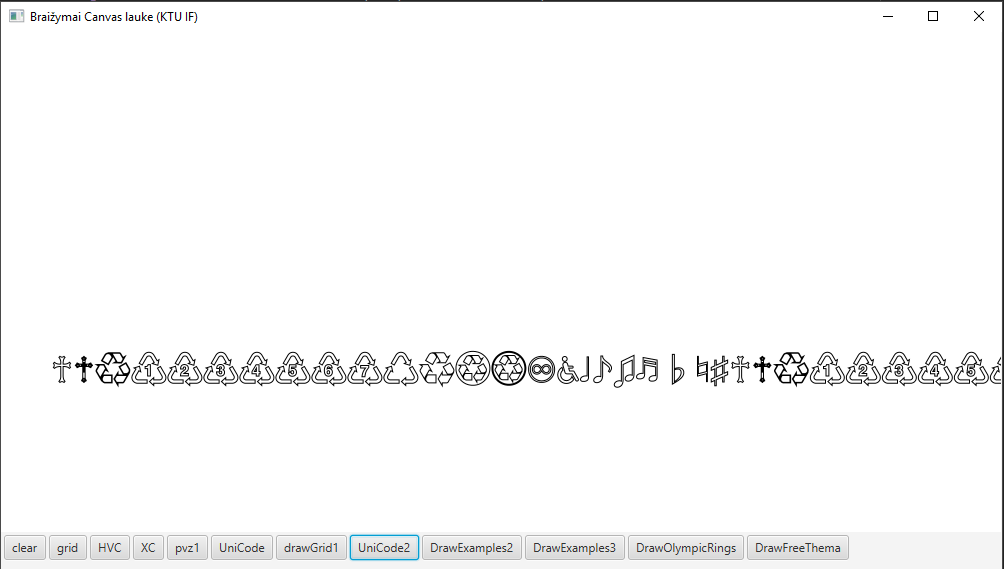 Braižymai Canvas lauke (KTU IF)
♰♱♲♳♴♵♶♷♸♹♺♻♼♽♾♿♩♪♫♬♭♮♯♰♱♲♳♴♵♶♷
clear grid HVC XC pvz1 UniCode drawGrid1 UniCode2 DrawExamples2 DrawExamples3 DrawOlympicRings DrawFreeThema